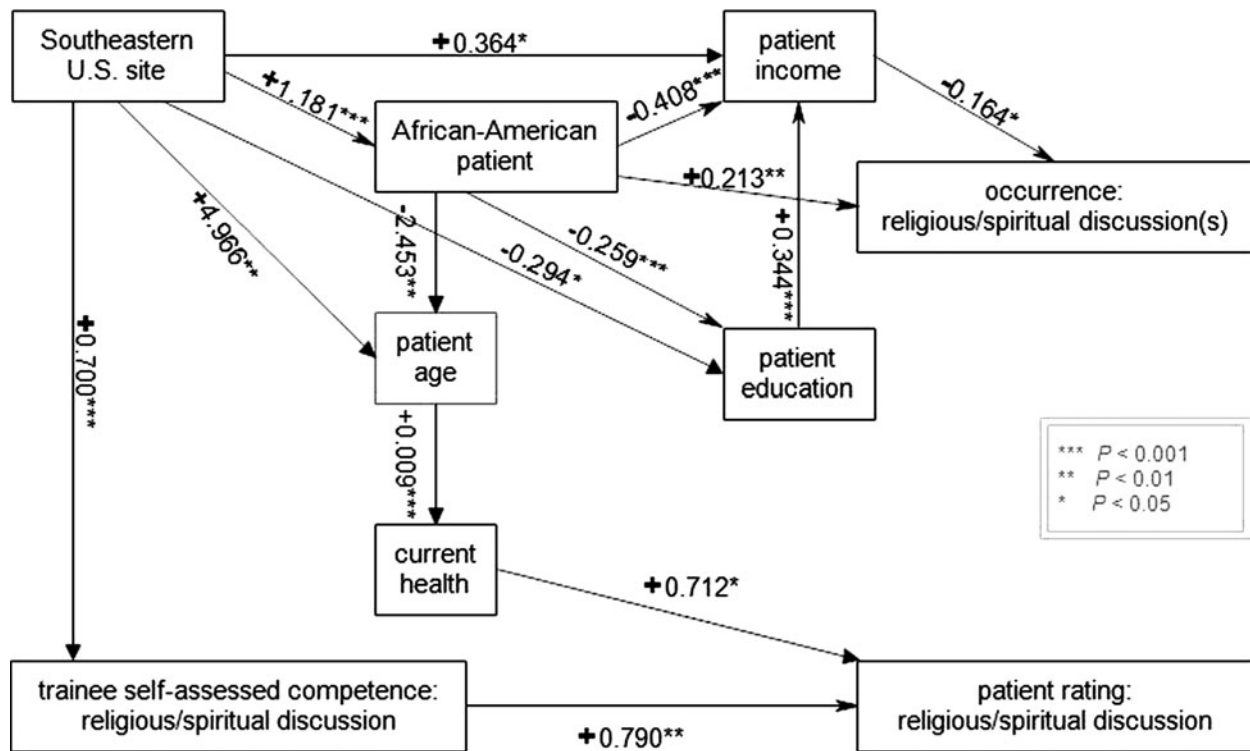 Southeastern
U.S. site
+0.364*
patient
income
+1.181***
-0.408***
-0.164*
African-American
patient
+0.213**
occurrence:
religious/spiritual discussion(s)
+4.966**
-2.453**
-0.259***
-0.294*
+0.344***
patient
age
patient
education
+0.700***
+0.009***
*** P < 0.001
** P < 0.01
* P < 0.05
current
health
+0.712*
trainee self-assessed competence:
religious/spiritual discussion
+0.790**
patient rating:
religious/spiritual discussion